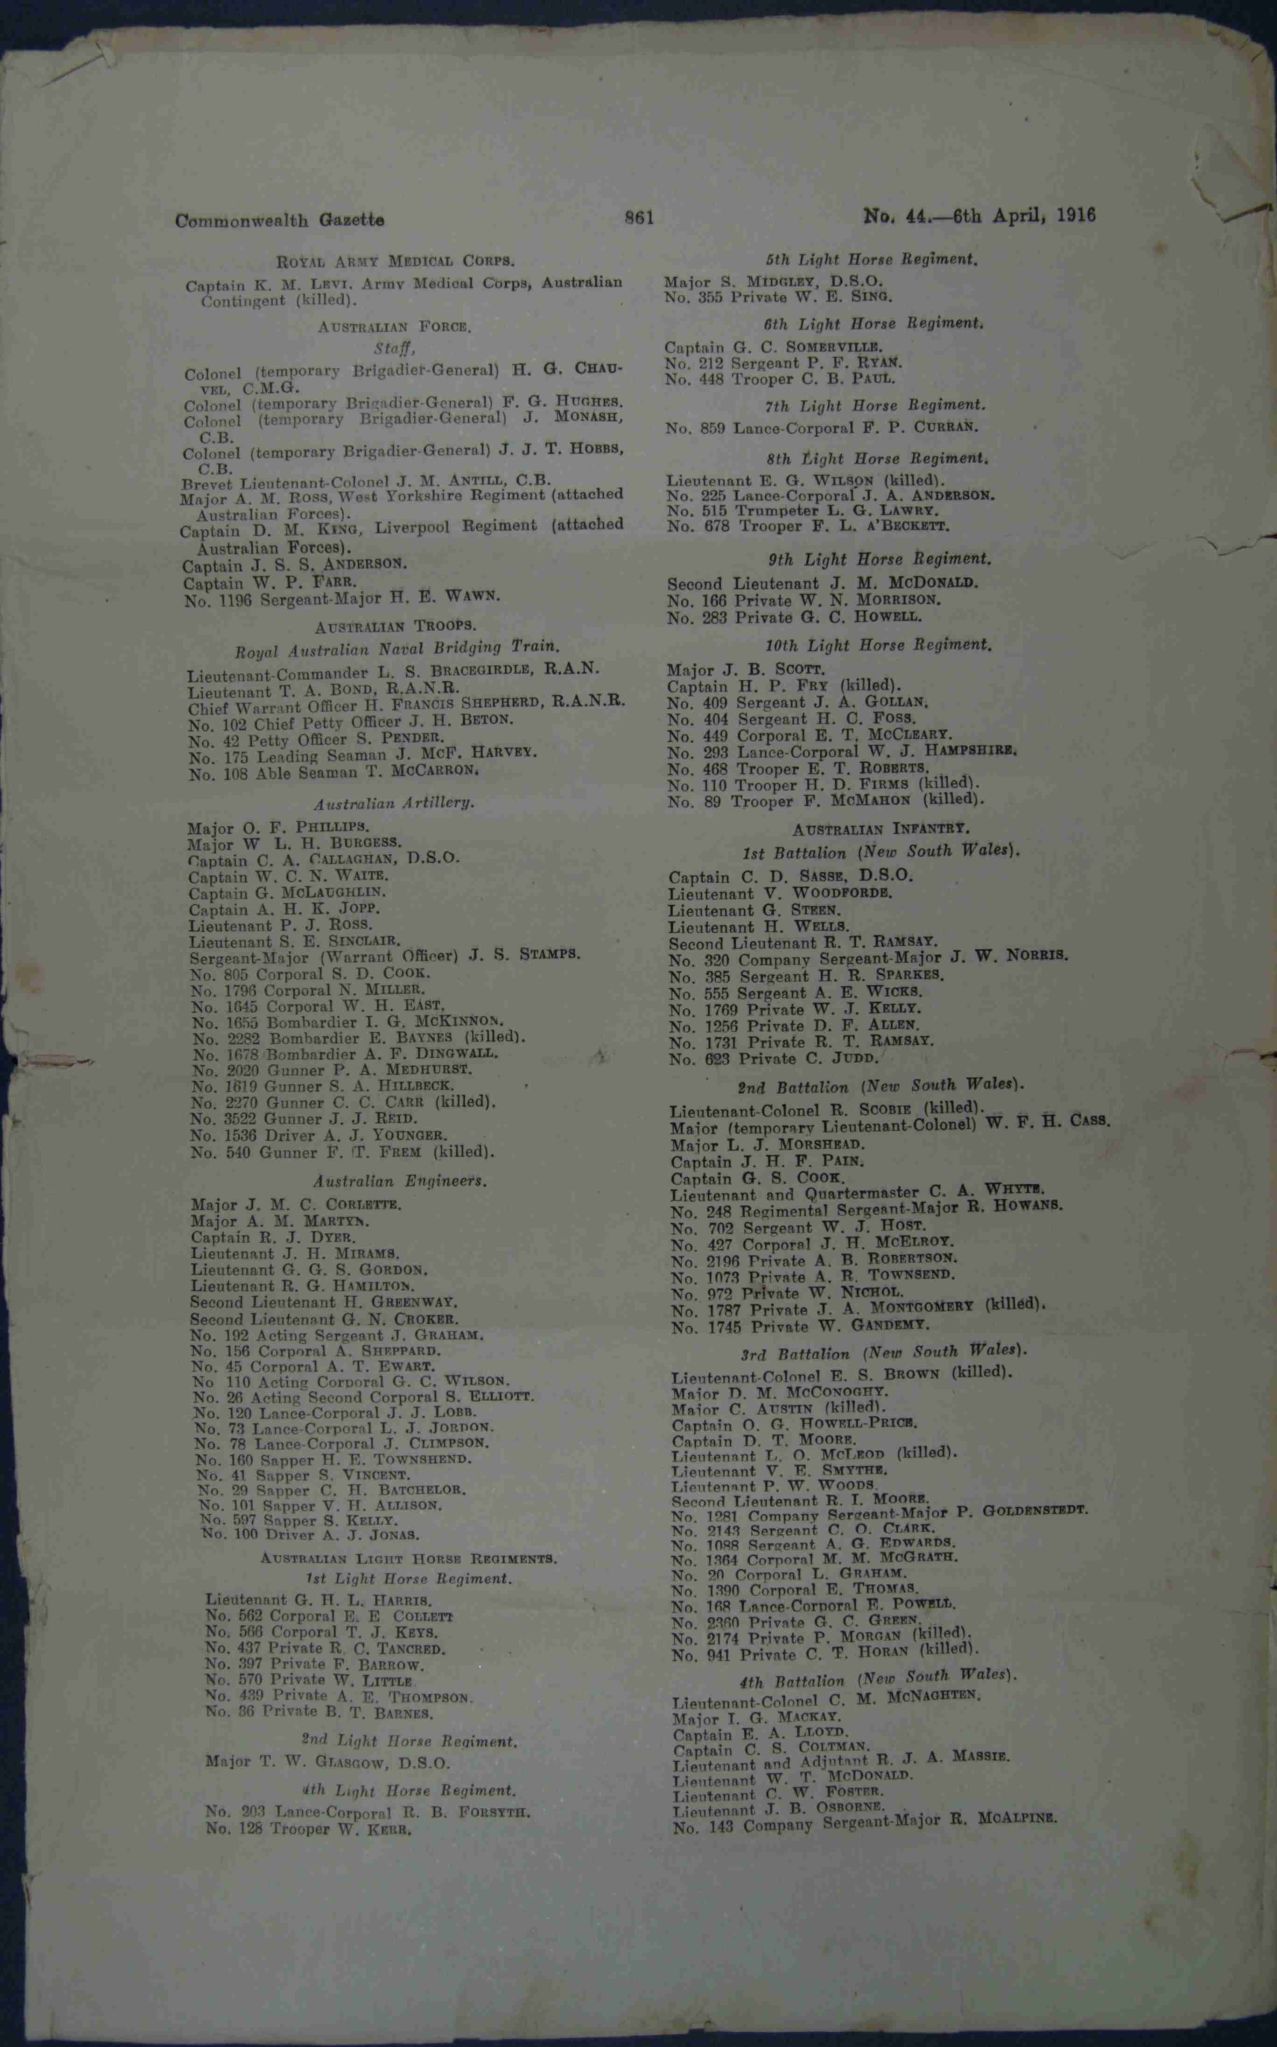 Commonwealth Gazette 861 No. 44.—6th April, 1916
ROYAL ARMY MEDICAL CORPS.
Captain K. M. LEVI. Army Medical Corps, Australian
Contingent (killed).
AUSTRALIAN FORCE.
Staff,
Colonel (temporary Brigadier-General) H. G. CHAU-
VEL, C.M.G.
Colonel (temporary Brigadier-General) F. G. HUGHES.
Colonel (temporary Brigadier-General) J. MONASH,
C.B.
Colonel (temporary Brigadier-General) J. J. T. HOBBS,
C.B.
Brevet Lieutenant-Colonel J. M. ANTILL, C.B.
Major A. M. ROSS, West Yorkshire Regiment (attached
Australian Forces).
Captain D. M. KING, Liverpool Regiment (attached
Australian Forces).
Captain J. S. S. ANDERSON.
Captain W. P. FARR.
No. 1196 Sergeant-Major H. E. WAWN.
AUSTRALIAN TROOPS.
Royal Australian Naval Bridging Train.
Lieutenant-Commander L. S. BRACEGIRDLE, R.A.N.
Lieutenant T. A. BOND, R.A.N.R.
Chief Warrant Officer H. FRANCIS SHEPHERD, R.A.N.R.
No. 102 Chief Petty Officer J. H. BETON.
No. 42 Petty Officer S. PENDER.
No. 175 Leading Seaman J. McF. HARVEY.
No. 108 Able Seaman T. McCARRON.
Australian Artillery.
Major O. F. PHILLIPS.
Major W L. H. BURGESS.
Captain C. A. CALLAGHAN, D.S.O.
Captain W. C. N. WAITE.
Captain G. McLAUGHLIN.
Captain A. H. K. JOPP.
Lieutenant P. J. ROSS.
Lieutenant S. E. SINCLAIR.
Sergeant-Major (Warrant Officer) J. S. STAMPS.
No. 805 Corporal S. D. COOK.
No. 1796 Corporal N. MILLER.
No. 1645 Corporal W. H. EAST.
No. 1655 Bombardier I. G. McKINNON.
No. 2282 Bombardier E. BAYNES (killed).
No. 1678 Bombardier A. F. DINGWALL.
No. 2020 Gunner P. A. MEDHURST.
No. 1619 Gunner S. A. HILLBECK.
No. 2270 Gunner C. C. CARR (killed).
No. 3522 Gunner J. J. REID.
No. 1536 Driver A. J. YOUNGER.
No. 540 Gunner F. T. FREM (killed).
Australian Engineers.
Major J. M. C. CORLETTE.
Major A. M. MARTYN.
Captain R. J. DYER.
Lieutenant J. H. MIRAMS.
Lieutenant G. G. S. GORDON.
Lieutenant R. G. HAMILTON.
Second Lieutenant H. GREENWAY.
Second Lieutenant G. N. CROKER.
No. 192 Acting Sergeant J. GRAHAM.
No. 156 Corporal A. SHEPPARD.
No. 45 Corporal A. T. EWART.
No 110 Acting Corporal G. C. WILSON.
No. 26 Acting Second Corporal S. ELLIOTT.
No. 120 Lance-Corporal J. J. LOBB.
No. 73 Lance-Corporal L. J. JORDON.
No. 78 Lance-Corporal J. CLIMPSON.
No. 160 Sapper H. E. TOWNSHEND.
No. 41 Sapper S. VINCENT.
No. 29 Sapper C. H. BATCHELOR.
No. 101 Sapper V. H. ALLISON.
No. 597 Sapper S. KELLY.
No. 100 Driver A. J. JONAS.
AUSTRALIAN LIGHT HORSE REGIMENTS.
1st Light Horse Regiment.
Lieutenant G. H. L. HARRIS.
No. 562 Corporal E. E COLLETT
No. 566 Corporal T. J. KEYS.
No. 437 Private R. C. TANCRED.
No. 397 Private F. BARROW.
No. 570 Private W. LITTLE
No. 439 Private A. E. THOMPSON.
No. 36 Private B. T. BARNES.
2nd Light Horse Regiment.
Major T. W. GLASGOW, D.S.O.
4th Light Horse Regiment.
No. 203 Lance-Corporal R. B. FORSYTH.
No. 128 Trooper W. KERR.
5th Light Horse Regiment.
Major S. MIDGLEY, D.S.O.
No. 355 Private W. E. SING.
6th Light Horse Regiment.
Captain G. C. SOMERVILLE.
No. 212 Sergeant P. F. RYAN.
No. 448 Trooper C. B. PAUL.
7th Light Horse Regiment.
No. 859 Lance-Corporal F. P. CURRAN.
8th Light Horse Regiment.
Lieutenant E. G. WILSON (killed).
No. 225 Lance-Corporal J. A. ANDERSON.
No. 515 Trumpeter L. G. LAWRY.
No. 678 Trooper F. L. A'BECKETT.
9th Light Horse Regiment.
Second Lieutenant J. M. McDONALD.
No. 166 Private W. N. MORRISON.
No. 283 Private G. C. HOWELL.
10th Light Horse Regiment.
Major J. B. SCOTT.
Captain H. P. FRY (killed).
No. 409 Sergeant J. A. GOLLAN.
No. 404 Sergeant H. C. FOSS.
No. 449 Corporal E. T. McCLEARY.
No. 293 Lance-Corporal W. J. HAMPSHIRE.
No. 468 Trooper E. T. ROBERTS.
No. 110 Trooper H. D. FIRMS (killed).
No. 89 Trooper F. McMAHON (killed).
AUSTRALIAN INFANTRY.
1st Battalion (New South Wales).
Captain C. D. SASSE, D.S.O.
Lieutenant V. WOODFORDE.
Lieutenant G. STEEN.
Lieutenant H. WELLS.
Second Lieutenant R. T. RAMSAY.
No. 320 Company Sergeant-Major J. W. NORRIS.
No. 385 Sergeant H. R. SPARKES.
No. 555 Sergeant A. E. WICKS.
No. 1769 Private W. J. KELLY.
No. 1256 Private D. F. ALLEN.
No. 1731 Private R. T. RAMSAY.
No. 623 Private C. JUDD.
2nd Battalion (New South Wales).
Lieutenant-Colonel R. SCOBIE (killed).
Major (temporary Lieutenant-Colonel) W. F. H. CASS.
Major L. J. MORSHEAD.
Captain J. H. F. PAIN.
Captain G. S. COOK.
Lieutenant and Quartermaster C. A. WHYTE.
No. 248 Regimental Sergeant-Major R. HOWANS.
No. 702 Sergeant W. J. HOST.
No. 427 Corporal J. H. McELROY.
No. 2196 Private A. B. ROBERTSON.
No. 1073 Private A. R. TOWNSEND.
No. 972 Private W. NICHOL.
No. 1787 Private J. A. MONTGOMERY (killed).
No. 1745 Private W. GANDEMY.
3rd Battalion (New South Wales).
Lieutenant-Colonel E. S. BROWN (killed).
Major D. M. McCONOGHY.
Major C. AUSTIN (killed).
Captain O. G. HOWELL-PRICE.
Captain D. T. MOORE.
Lieutenant L. O. McLEOD (killed).
Lieutenant V. E. SMYTHE.
Lieutenant P. W. WOODS.
Second Lieutenant R. I. MOORE.
No. 1281 Company Sergeant-Major P. GOLDENSTEDT.
No. 2143 Sergeant C. O. CLARK.
No. 1088 Sergeant A. G. EDWARDS.
No. 1364 Corporal M. M. McGRATH.
No. 20 Corporal L. GRAHAM.
No. 1390 Corporal E. THOMAS.
No. 168 Lance-Corporal E. POWELL.
No. 2360 Private G. C. GREEN.
No. 2174 Private P. MORGAN (killed).
No. 941 Private C. T. HORAN (killed).
4th Battalion (New South Wales).
Lieutenant-Colonel C. M. McNAGHTEN.
Major I. G. MACKAY.
Captain E. A. LLOYD.
Captain C. S. COLTMAN.
Lieutenant and Adjutant R. J. A. MASSIE.
Lieutenant W. T. McDONALD.
Lieutenant C. W. FOSTER.
Lieutenant J. B. OSBORNE.
No. 143 Company Sergeant-Major R. McALPINE.